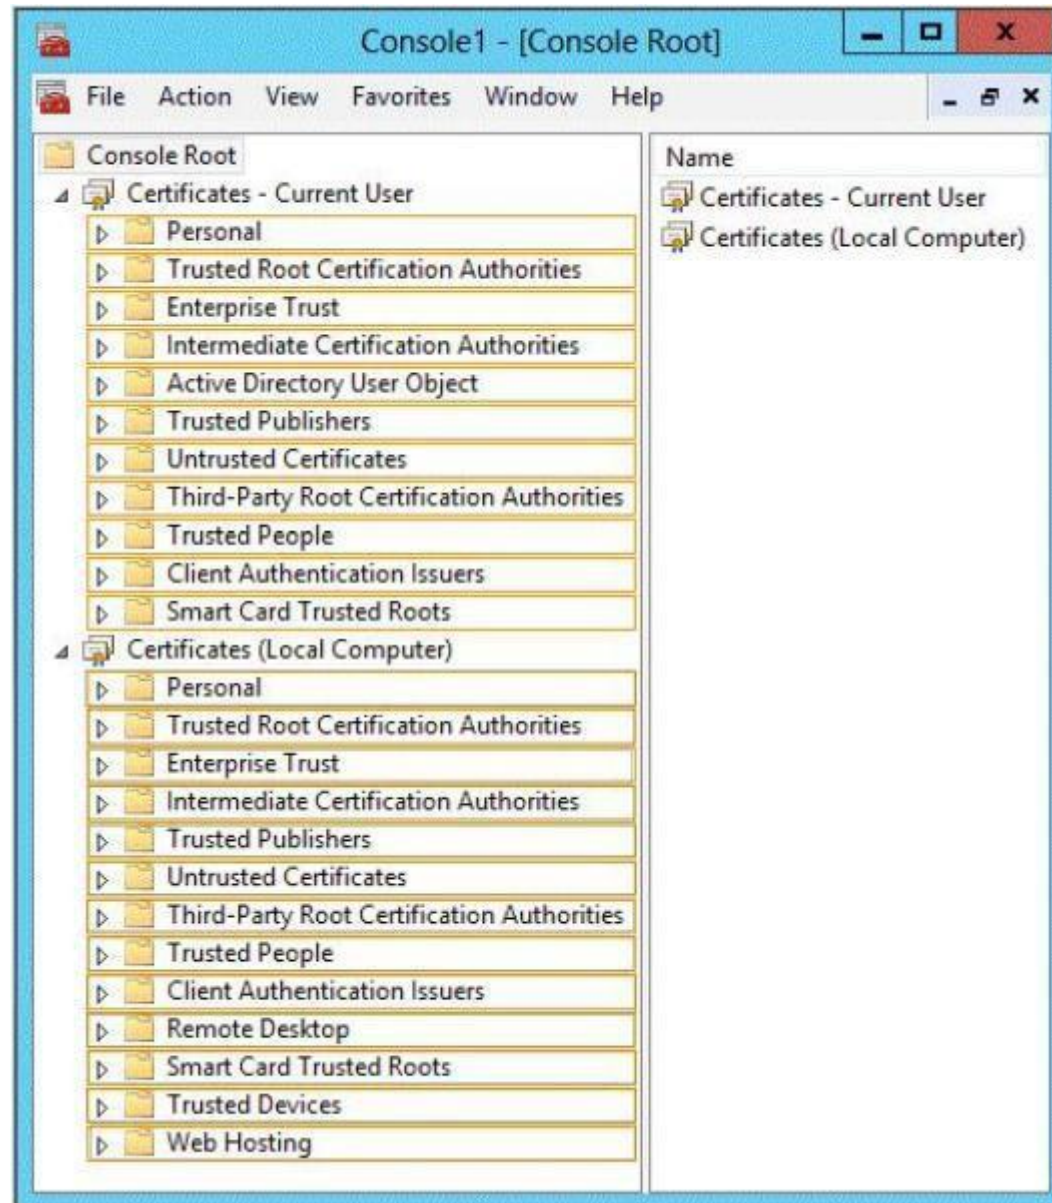 Console1 - [Console Root]
File Action View Favorites Window Help
Console Root
Certificates - Current User
Personal
Trusted Root Certification Authorities
Enterprise Trust
Intermediate Certification Authorities
Active Directory User Object
Trusted Publishers
Untrusted Certificates
Third-Party Root Certification Authorities
Trusted People
Client Authentication Issuers
Smart Card Trusted Roots
Certificates (Local Computer)
Personal
Trusted Root Certification Authorities
Enterprise Trust
Intermediate Certification Authorities
Trusted Publishers
Untrusted Certificates
Third-Party Root Certification Authorities
Trusted People
Client Authentication Issuers
Remote Desktop
Smart Card Trusted Roots
Trusted Devices
Web Hosting
Name
Certificates - Current User
Certificates (Local Computer)